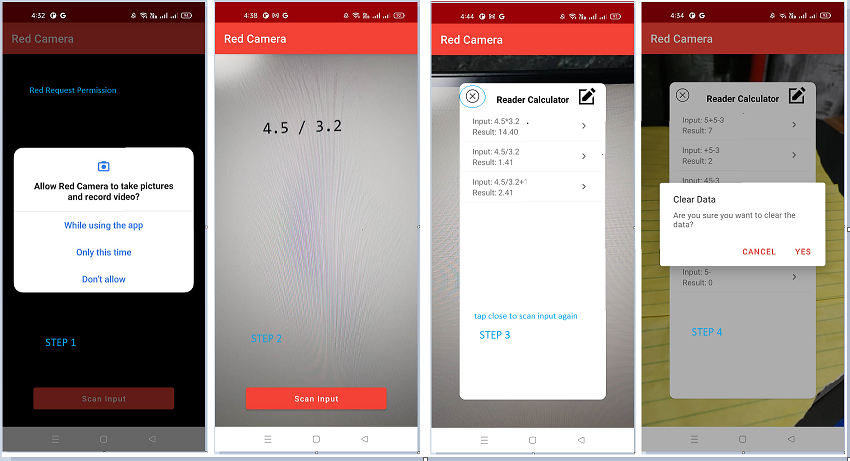 4:32
Red Camera
Red Request Permission
Allow Red Camera to take pictures
and record video?
While using the app
Only this time
Don't allow
STEP 1
Scan Input
4:38
Red Camera
4.5 / 3.2
STEP 2
Scan Input
4:44
Red Camera
Reader Calculator
Input: 4.5*3.2
Result: 14.40
Input: 4.5/3.2
Result: 1.41
Input: 4.5/3.2+1
Result: 2.41
tap close to scan input again
STEP 3
4:34
Red Camera
Reader Calculator
Input: 5+5-3
Result: 7
Input: +5-3
Result: 2
Input: 45-3
Clear Data
Are you sure you want to clear the
data?
CANCEL YES
Input: 5-
Result: 0
STEP 4